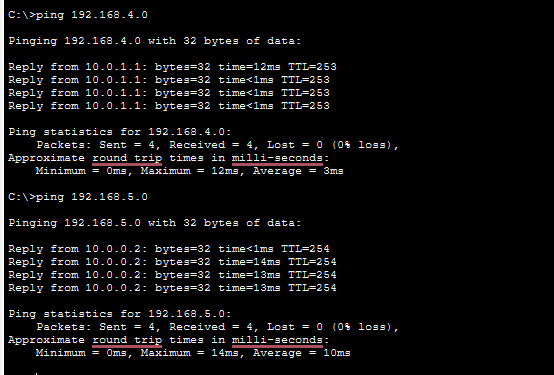 C:\>ping 192.168.4.0
Pinging 192.168.4.0 with 32 bytes of data:
Reply from 10.0.1.1: bytes=32 time=12ms TTL=253
Reply from 10.0.1.1: bytes=32 time<1ms TTL=253
Reply from 10.0.1.1: bytes=32 time<1ms TTL=253
Reply from 10.0.1.1: bytes=32 time<1ms TTL=253
Ping statistics for 192.168.4.0:
Packets: Sent = 4, Received = 4, Lost = 0 (0% loss),
Approximate round trip times in milli-seconds:
Minimum = 0ms, Maximum = 12ms, Average = 3ms
C:\>ping 192.168.5.0
Pinging 192.168.5.0 with 32 bytes of data:
Reply from 10.0.0.2: bytes=32 time<1ms TTL=254
Reply from 10.0.0.2: bytes=32 time=14ms TTL=254
Reply from 10.0.0.2: bytes=32 time=13ms TTL=254
Reply from 10.0.0.2: bytes=32 time=13ms TTL=254
Ping statistics for 192.168.5.0:
Packets: Sent = 4, Received = 4, Lost = 0 (0% loss),
Approximate round trip times in milli-seconds:
Minimum = 0ms, Maximum = 14ms, Average = 10ms